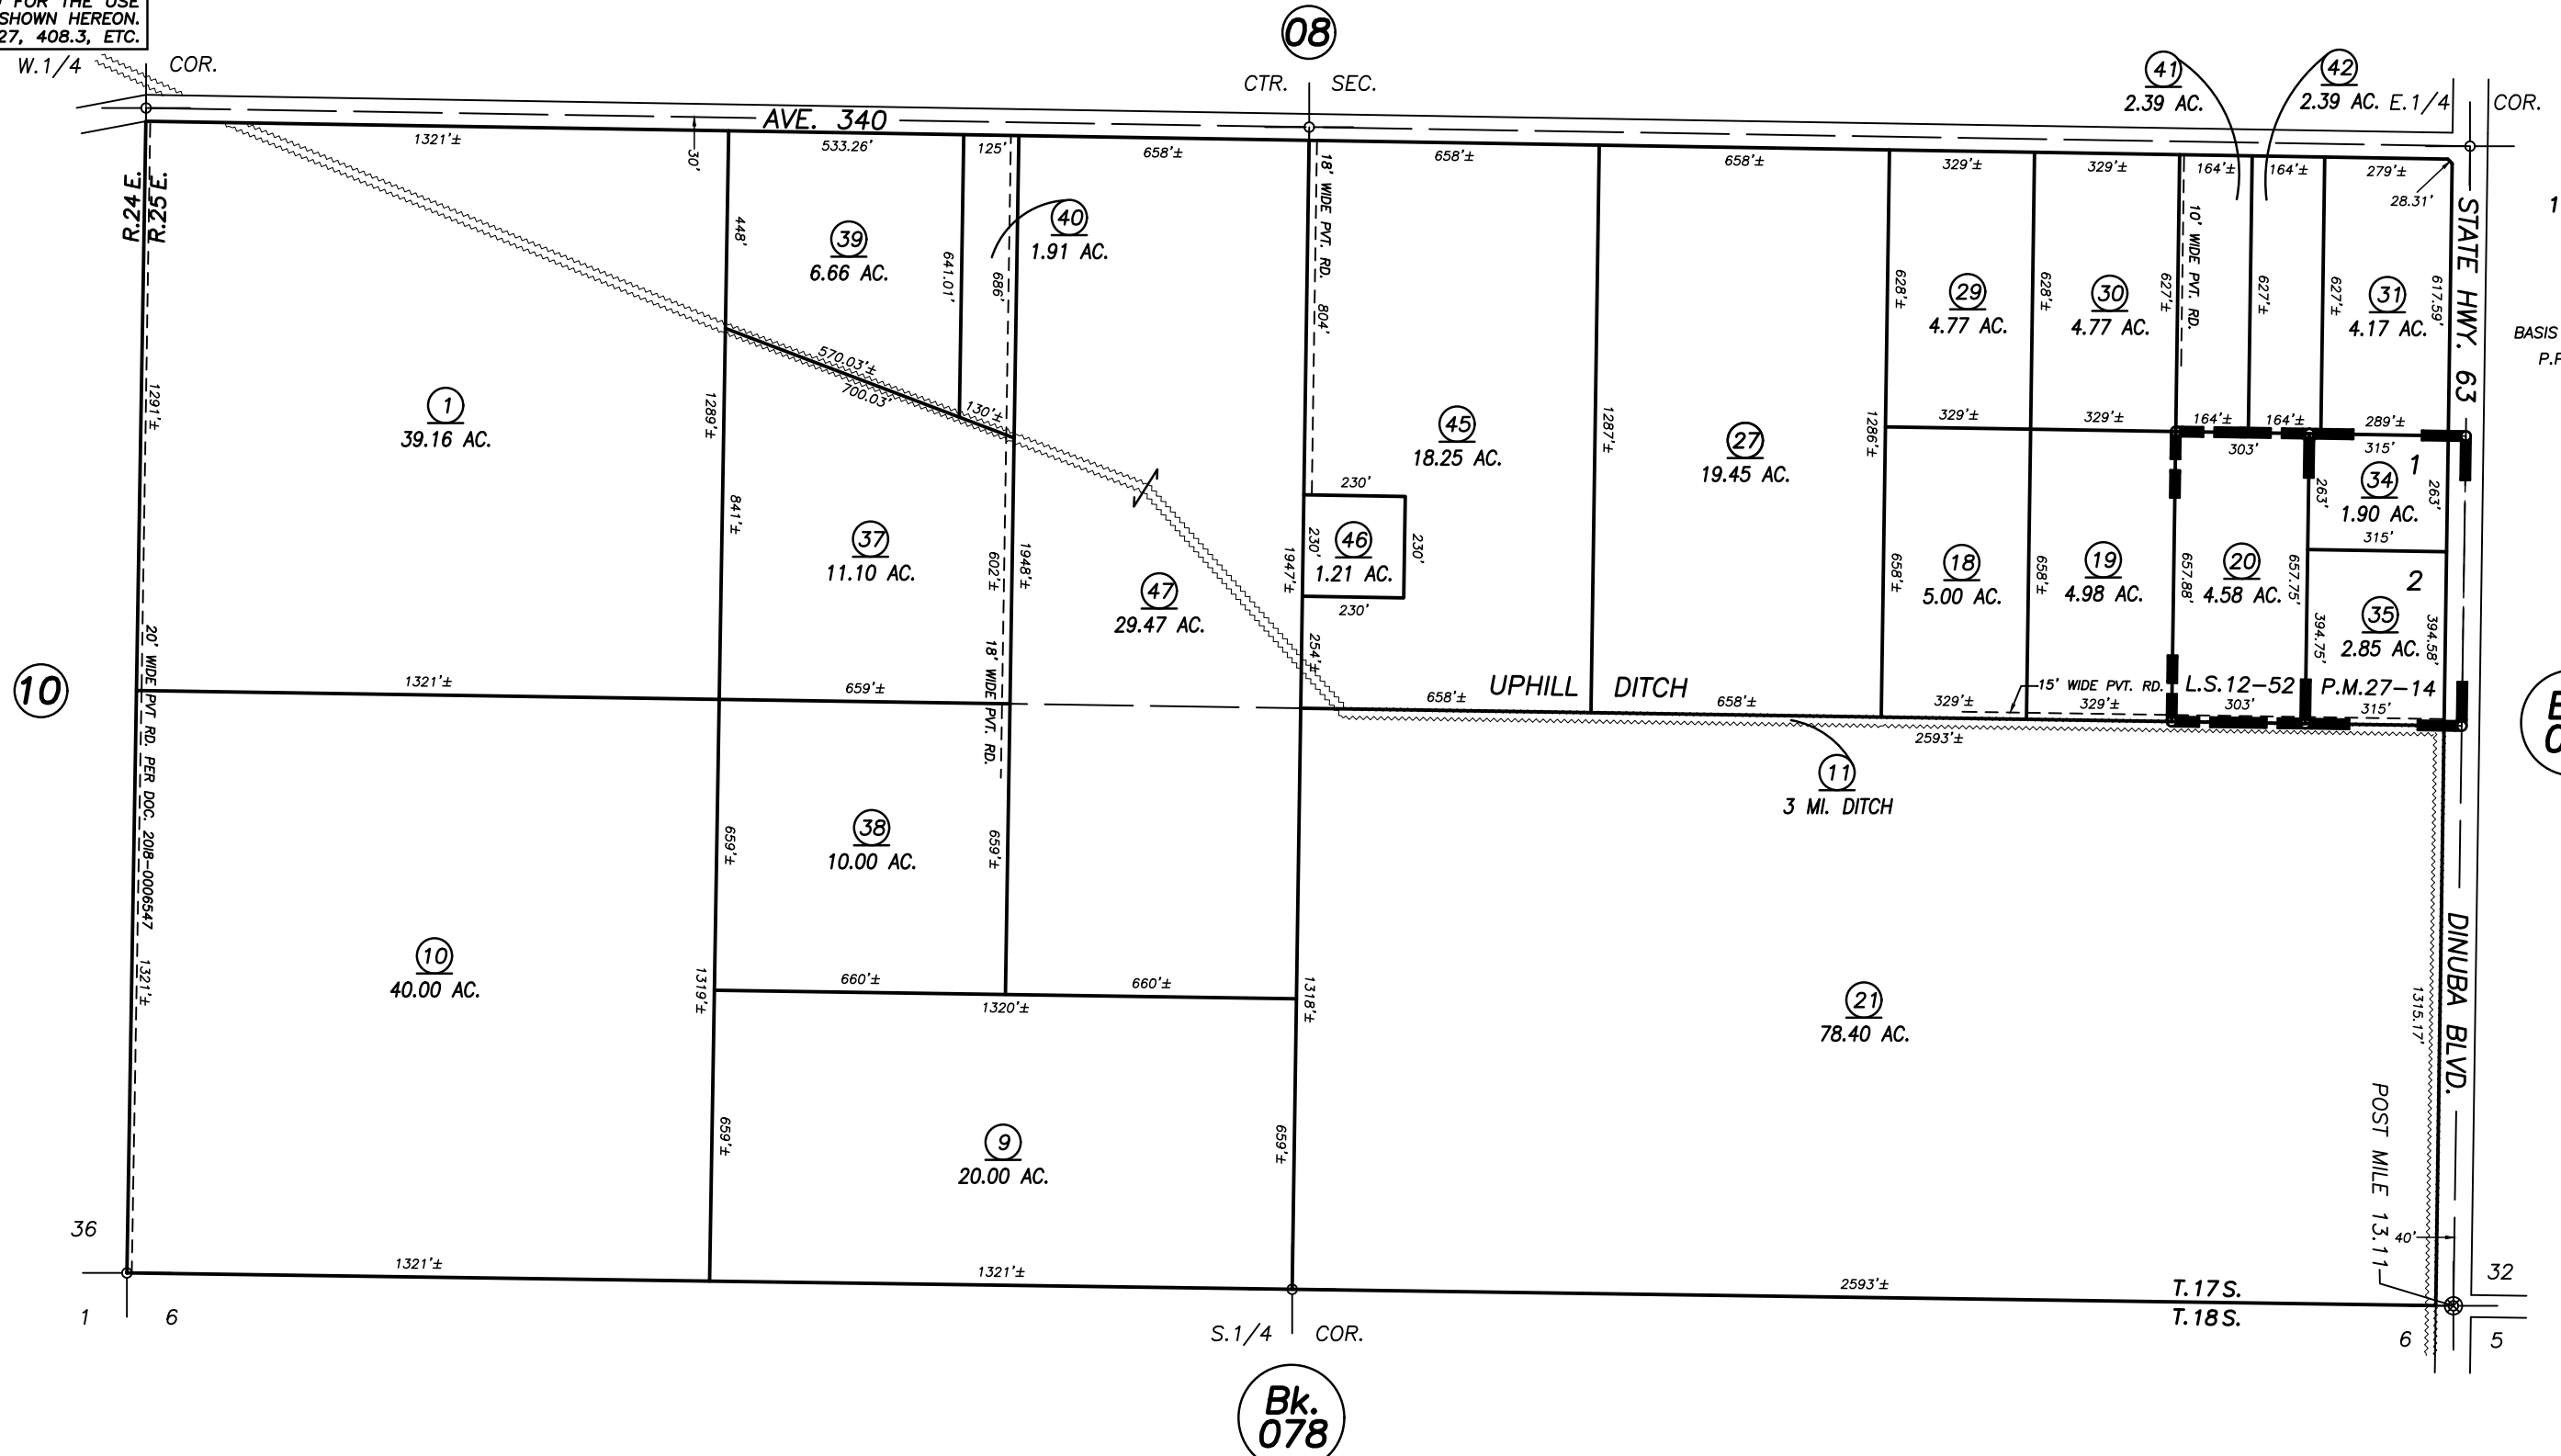 FOR THE USE
SHOWN HEREON.
27, 408.3, ETC.
W.1/4 COR.
08
CTR. SEC.
41
2.39 AC.
42
2.39 AC.
E.1/4 COR.
AVE. 340
1321'±
30'
533.26'
125'
658'±
658'±
658'±
329'±
329'±
164'±
164'±
279'±
28.31'
R.24 E.
R.25 E.
STATE HWY. 63
1
BASIS
18' WIDE PVT. RD.
804'
10' WIDE PVT. RD.
448'
39
6.66 AC.
641.01'
686'
40
1.91 AC.
628'±
29
4.77 AC.
628'±
30
4.77 AC.
627'±
627'±
627'±
31
4.17 AC.
617.59'
570.03'±
700.03'
130'±
1291'±
1
39.16 AC.
1289'±
45
18.25 AC.
1287'±
27
19.45 AC.
1286'±
329'±
329'±
164'±
164'±
289'±
303'
315'
1
34
1.90 AC.
263'
263'
315'
841'±
37
11.10 AC.
602'±
1948'±
47
29.47 AC.
1947'±
230'
230'
46
1.21 AC.
230'
230'
254'±
658'±
18
5.00 AC.
658'±
19
4.98 AC.
657.88'
20
4.58 AC.
657.75'
2
35
2.85 AC.
394.75'
394.58'
10
20' WIDE PVT RD. PER DOC. 2018-0006547
1321'±
659'±
18' WIDE PVT. RD.
658'±
UPHILL DITCH
658'±
329'±
15' WIDE PVT. RD.
329'±
L.S.12-52
303'
P.M.27-14
315'
2593'±
11
3 MI. DITCH
659'±
38
10.00 AC.
659'±
10
40.00 AC.
1321'±
1319'±
660'±
1320'±
660'±
1318'±
21
78.40 AC.
1315.17'
DINUBA BLVD.
659'±
9
20.00 AC.
659'±
POST MILE 13.11
40'
36
1321'±
1321'±
2593'±
T.17S.
T.18S.
32
1
6
S.1/4 COR.
6
5
Bk.
078